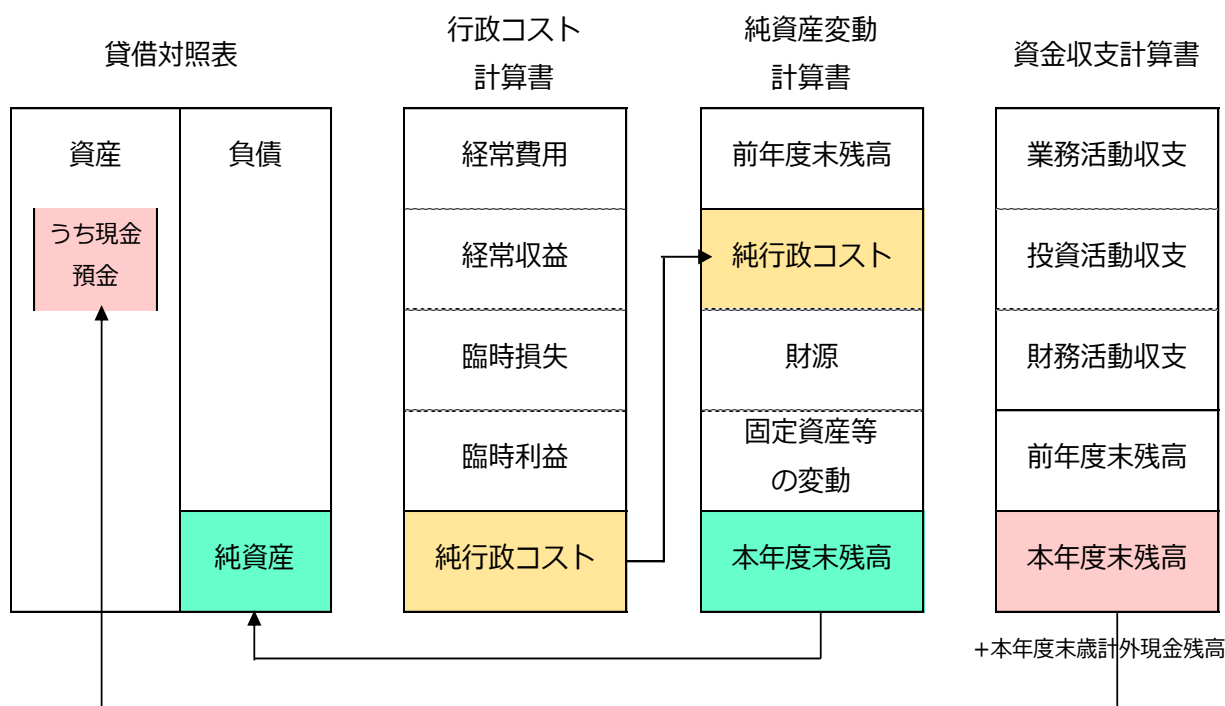 貸借対照表
資産
負債
うち現金
預金
純資産
行政コスト
計算書
経常費用
経常収益
臨時損失
臨時利益
純行政コスト
純資産変動
計算書
前年度末残高
純行政コスト
財源
固定資産等
の変動
本年度末残高
資金収支計算書
業務活動収支
投資活動収支
財務活動収支
前年度末残高
本年度末残高
+本年度末歳計外現金残高